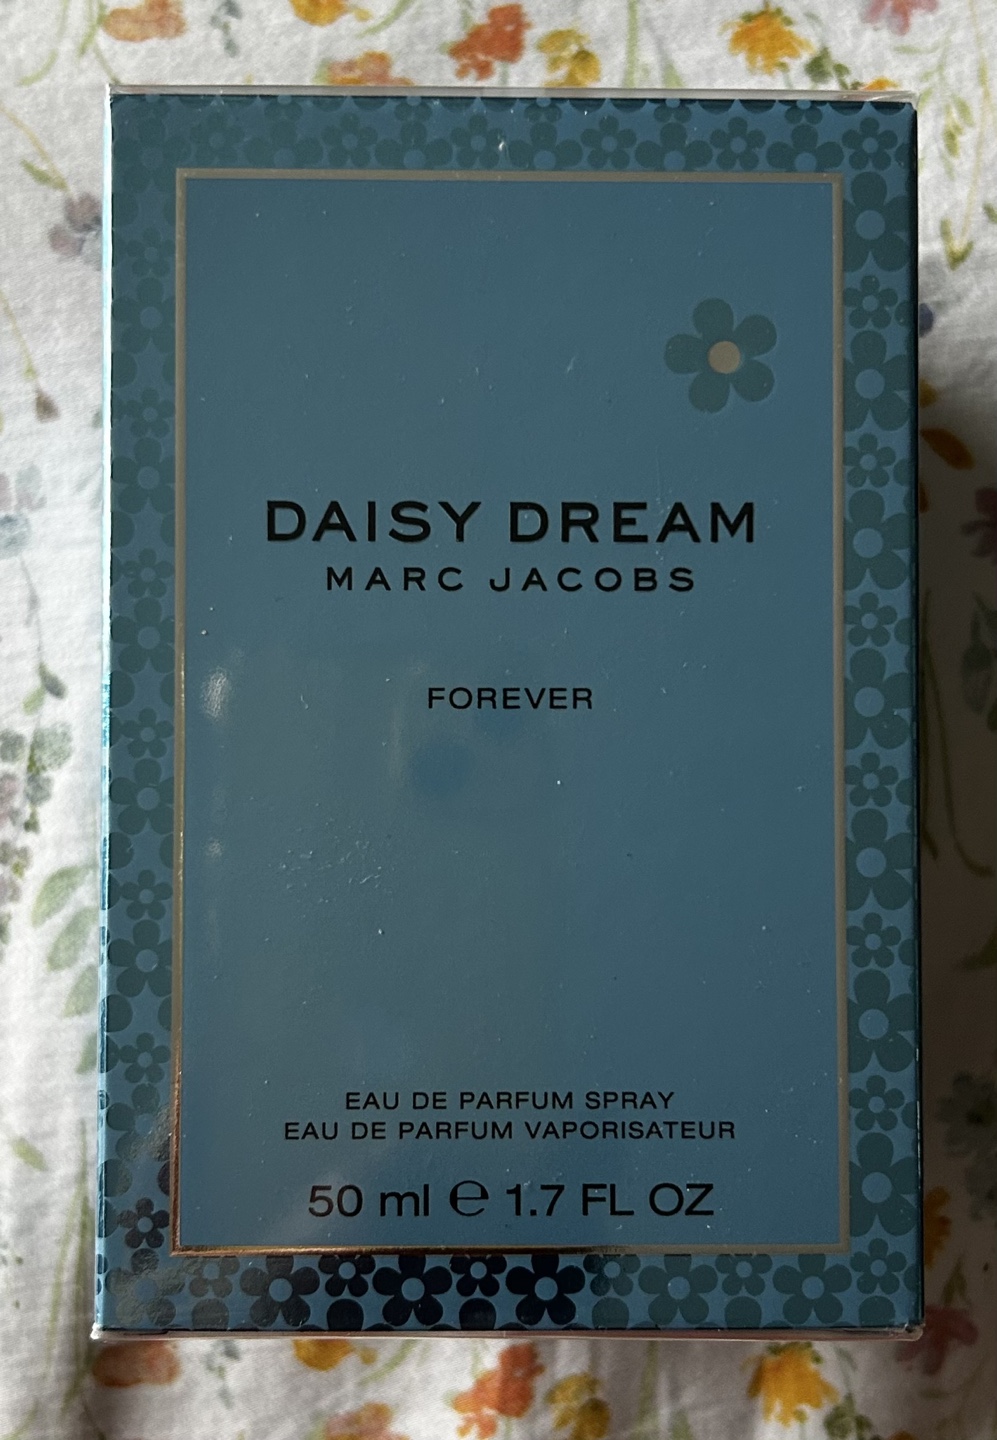 DAISY DREAM
MARC JACOBS
FOREVER
EAU DE PARFUM SPRAY
EAU DE PARFUM VAPORISATEUR
50 ml ℮ 1.7 FL OZ